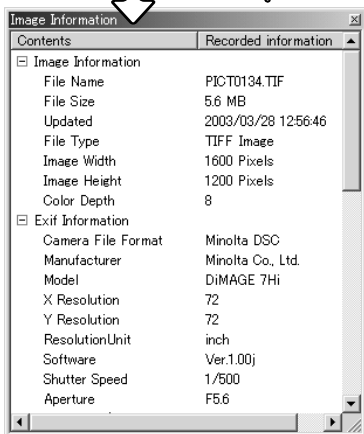 Image Information
Contents Recorded information
Image Information
File Name PICT0134.TIF
File Size 5.6 MB
Updated 2003/03/28 12:56:46
File Type TIFF Image
Image Width 1600 Pixels
Image Height 1200 Pixels
Color Depth 8
Exif Information
Camera File Format Minolta DSC
Manufacturer Minolta Co., Ltd.
Model DiMAGE 7Hi
X Resolution 72
Y Resolution 72
ResolutionUnit inch
Software Ver.1.00j
Shutter Speed 1/500
Aperture F5.6